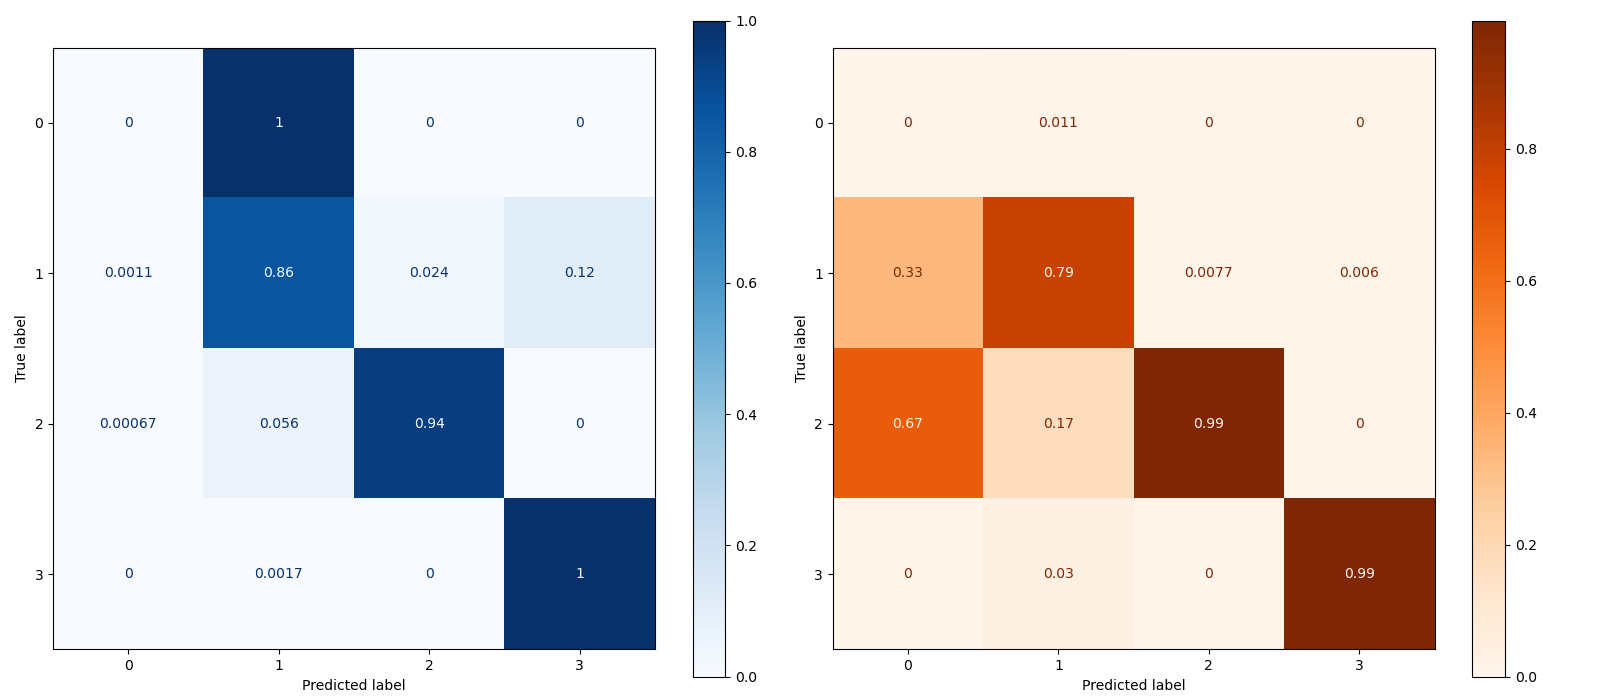 1.0
0 0 1 0 0
0.8
1 0.0011 0.86 0.024 0.12
0.6
True label
2 0.00067 0.056 0.94 0
0.4
0.2
3 0 0.0017 0 1
0.0
0 1 2 3
Predicted label
0 0 0.011 0 0
0.8
1 0.33 0.79 0.0077 0.006
0.6
True label
2 0.67 0.17 0.99 0
0.4
0.2
3 0 0.03 0 0.99
0.0
0 1 2 3
Predicted label